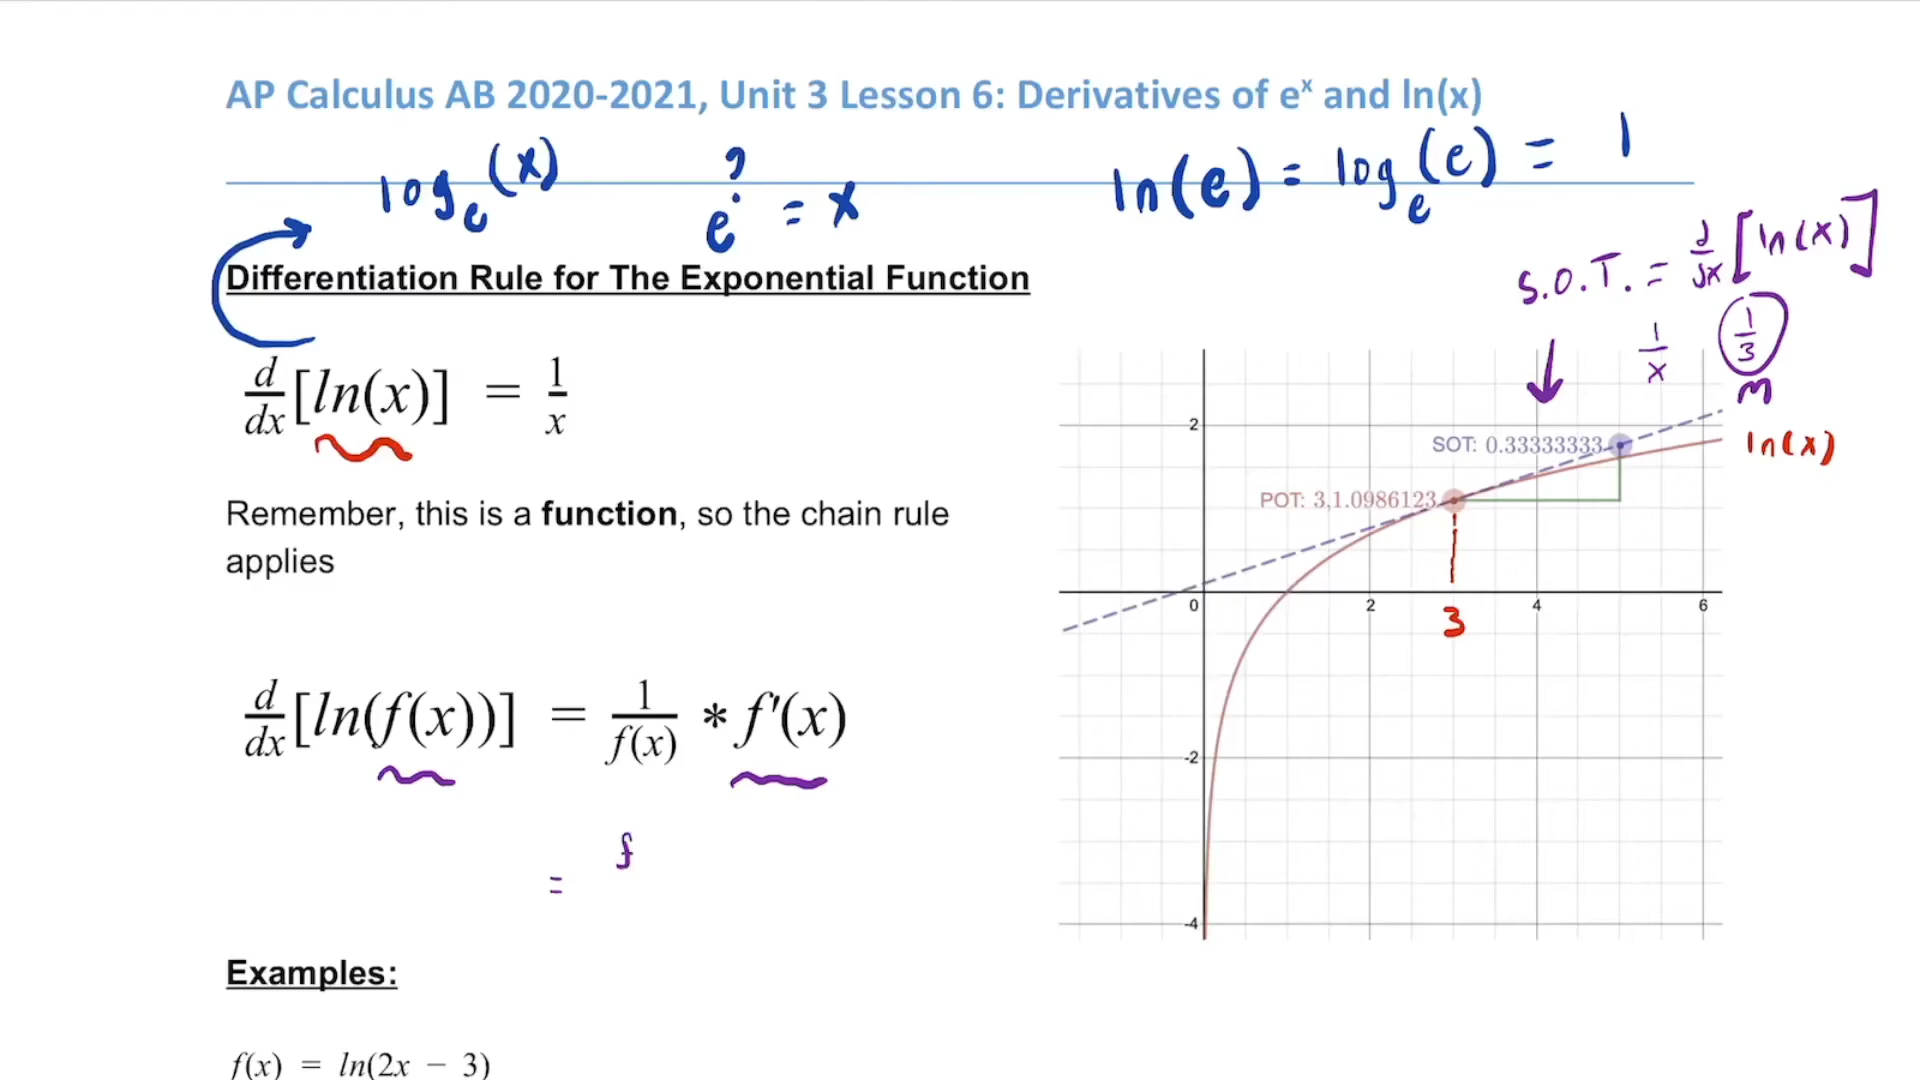 AP Calculus AB 2020-2021, Unit 3 Lesson 6: Derivatives of eˣ and ln(x)
logₑ(x)  e^? = x  ln(e) = logₑ(e) = 1
S.O.T. = d/dx [ln(x)]
Differentiation Rule for The Exponential Function
1/x  1/3
m
d/dx [ln(x)] = 1/x
2
SOT: 0.33333333
ln(x)
POT: 3,1.0986123
Remember, this is a function, so the chain rule
applies
0 2 4 6
3
d/dx [ln(f(x))] = 1/f(x) * f'(x)
-2
= f
-4
Examples:
f(x) = ln(2x − 3)